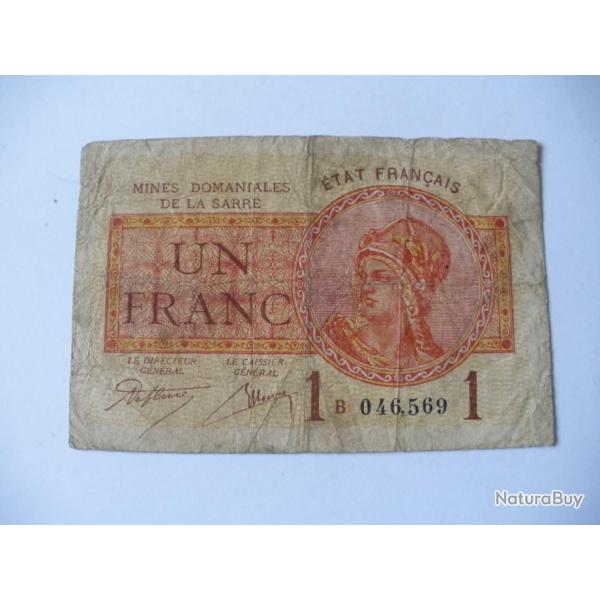 MINES DOMANIALES
DE LA SARRE
ÉTAT FRANÇAIS
UN
FRANC
LE DIRECTEUR
GÉNÉRAL
LE CAISSIER
GÉNÉRAL
1 B 046,569 1
NaturaBuy